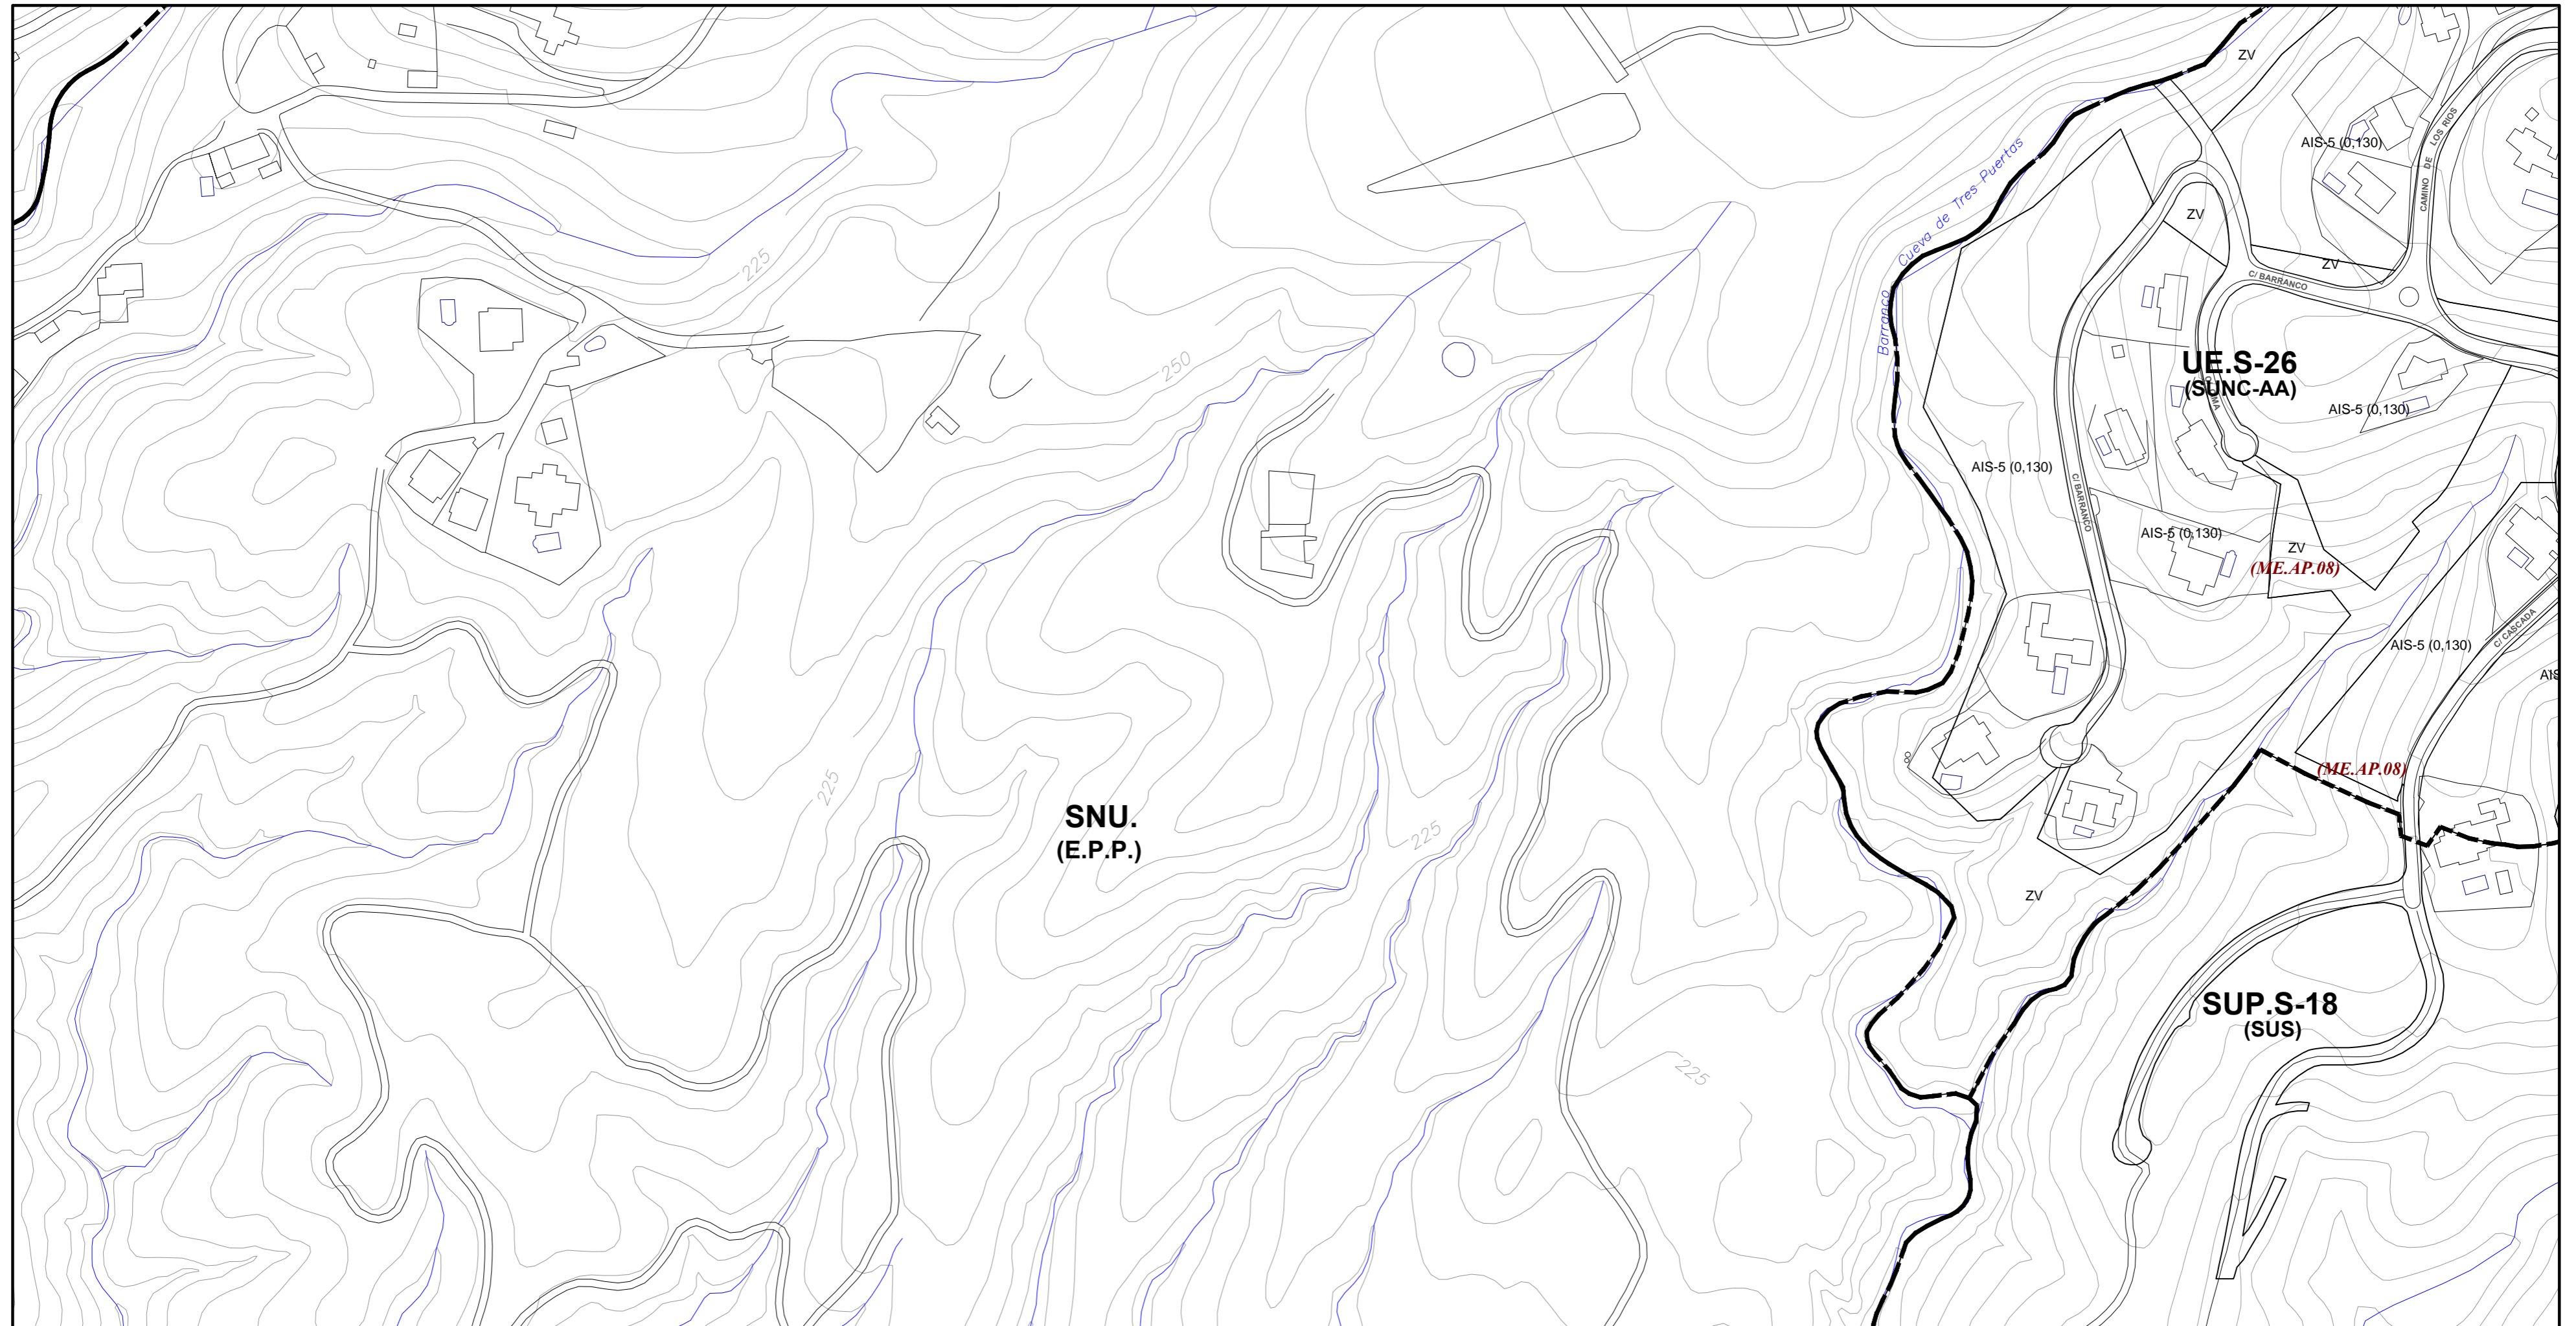 ZV
AIS-5 (0,130)
CAMINO DE LOS RIOS
Barranco Cueva de Tres Puertas
ZV
ZV
C/ BARRANCO
225
250
UE.S-26
(SUNC-AA)
AIS-5 (0,130)
AIS-5 (0,130)
C/ BARRANCO
AIS-5 (0,130)
ZV
(ME.AP.08)
C/ CASCADA
AIS-5 (0,130)
AIS
(ME.AP.08)
225
SNU.
(E.P.P.)
225
ZV
SUP.S-18
(SUS)
225